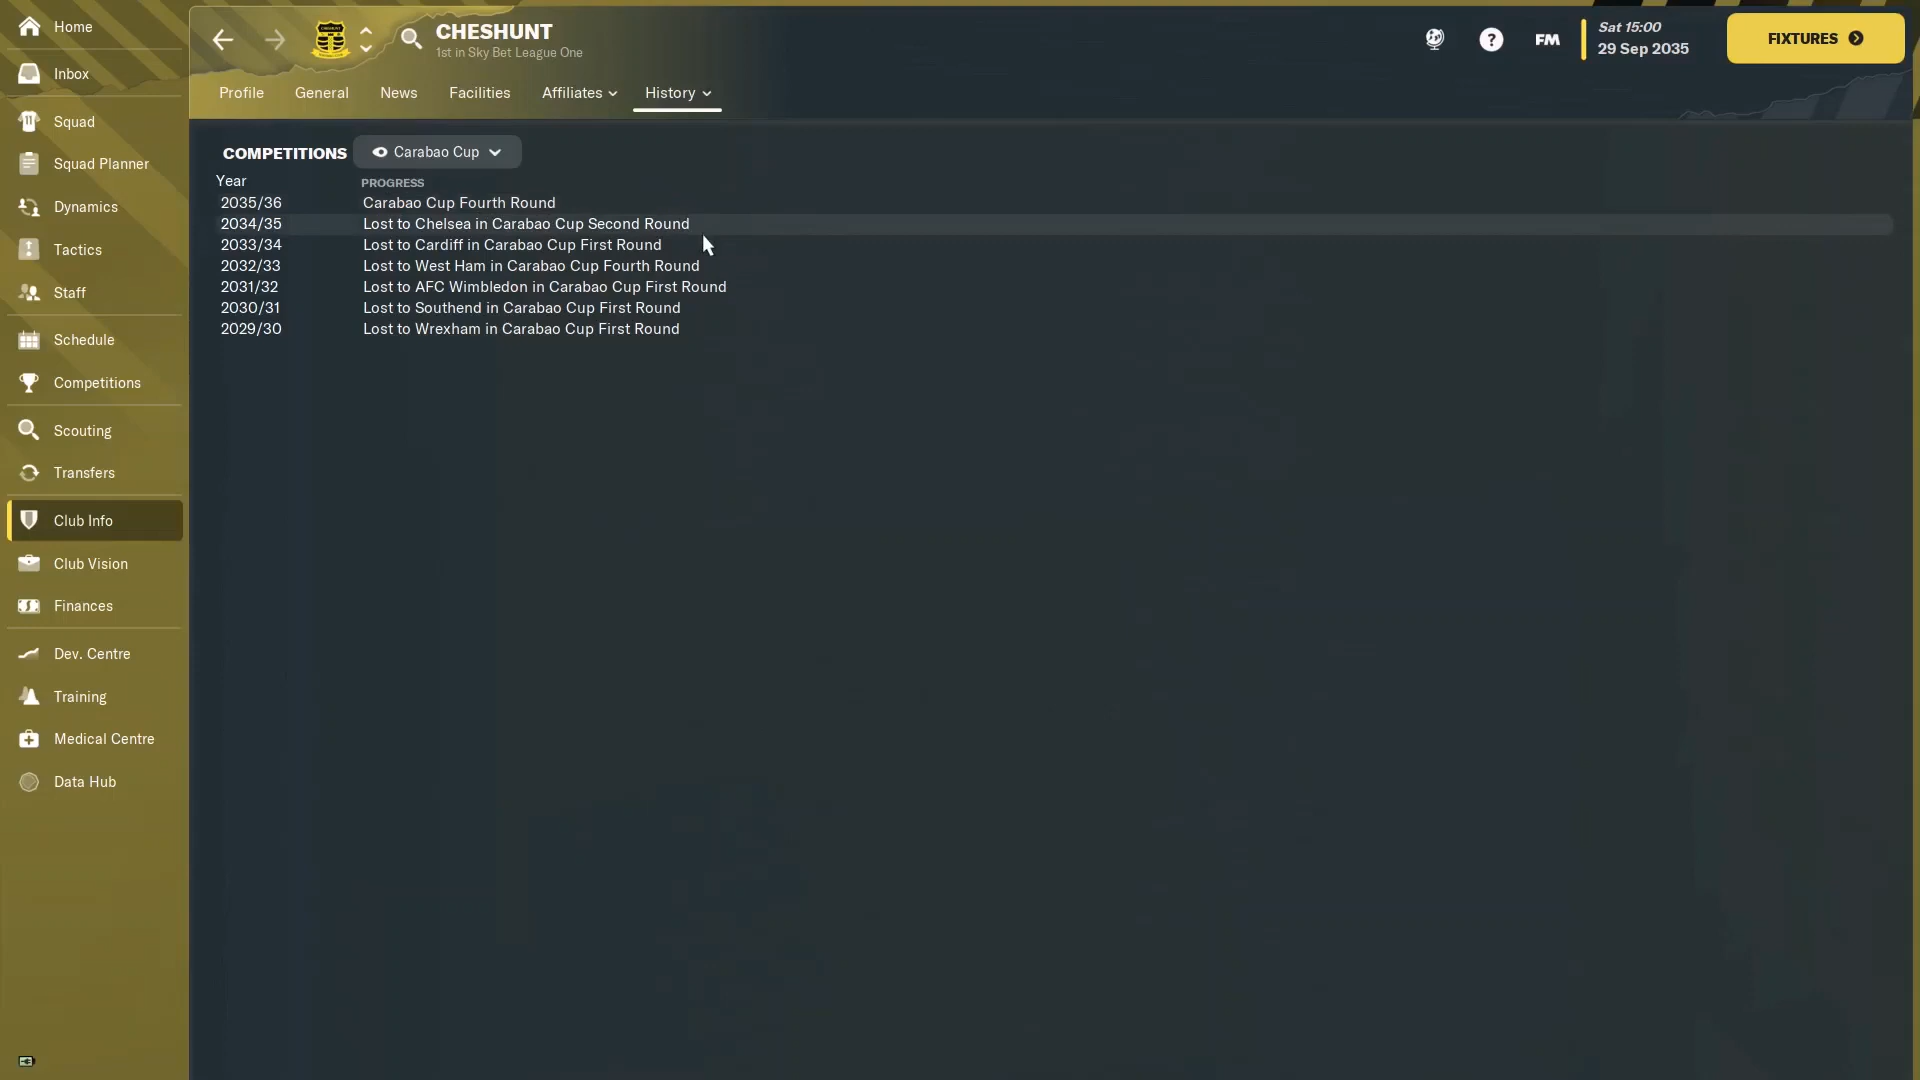 Home
Inbox
Squad
Squad Planner
Dynamics
Tactics
Staff
Schedule
Competitions
Scouting
Transfers
Club Info
Club Vision
Finances
Dev. Centre
Training
Medical Centre
Data Hub
CHESHUNT
1st in Sky Bet League One
? FM
Sat 15:00
29 Sep 2035
FIXTURES
Profile General News Facilities Affiliates History
COMPETITIONS Carabao Cup
Year PROGRESS
2035/36 Carabao Cup Fourth Round
2034/35 Lost to Chelsea in Carabao Cup Second Round
2033/34 Lost to Cardiff in Carabao Cup First Round
2032/33 Lost to West Ham in Carabao Cup Fourth Round
2031/32 Lost to AFC Wimbledon in Carabao Cup First Round
2030/31 Lost to Southend in Carabao Cup First Round
2029/30 Lost to Wrexham in Carabao Cup First Round